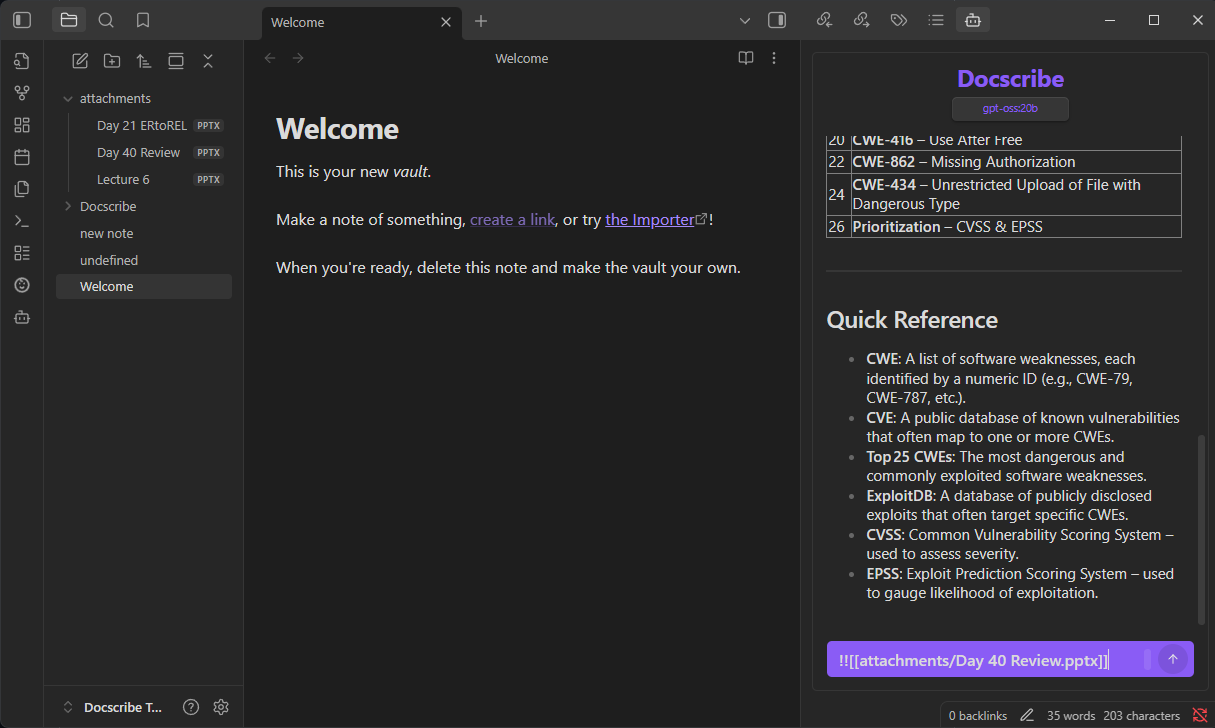 Welcome
attachments
Day 21 ERtoREL PPTX
Day 40 Review PPTX
Lecture 6 PPTX
Docscribe
new note
undefined
Welcome
Docscribe T...
Welcome
Welcome
This is your new vault.
Make a note of something, create a link, or try the Importer!
When you're ready, delete this note and make the vault your own.
Docscribe
gpt-oss:20b
20 CWE-416 – Use After Free
22 CWE-862 – Missing Authorization
24 CWE-434 – Unrestricted Upload of File with
Dangerous Type
26 Prioritization – CVSS & EPSS
Quick Reference
CWE: A list of software weaknesses, each
identified by a numeric ID (e.g., CWE-79,
CWE-787, etc.).
CVE: A public database of known vulnerabilities
that often map to one or more CWEs.
Top 25 CWEs: The most dangerous and
commonly exploited software weaknesses.
ExploitDB: A database of publicly disclosed
exploits that often target specific CWEs.
CVSS: Common Vulnerability Scoring System –
used to assess severity.
EPSS: Exploit Prediction Scoring System – used
to gauge likelihood of exploitation.
!![[attachments/Day 40 Review.pptx]]
0 backlinks 35 words 203 characters